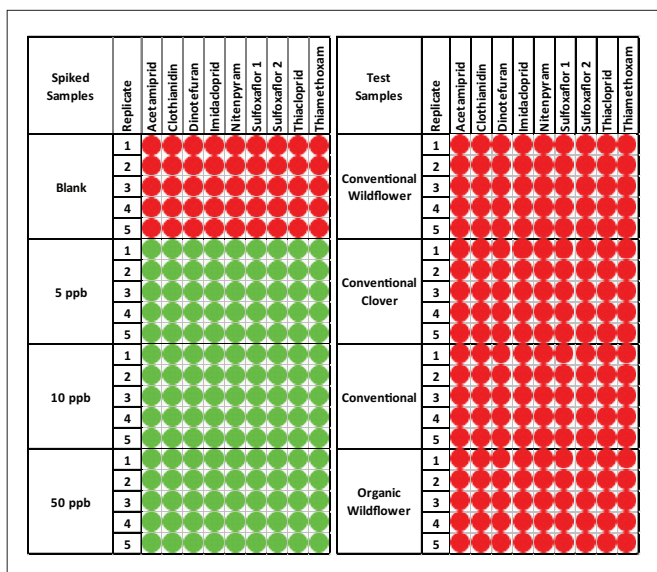 Spiked
Samples
Replicate
Acetamiprid
Clothianidin
Dinotefuran
Imidacloprid
Nitenpyram
Sulfoxaflor 1
Sulfoxaflor 2
Thiacloprid
Thiamethoxam
Blank
1
2
3
4
5
5 ppb
1
2
3
4
5
10 ppb
1
2
3
4
5
50 ppb
1
2
3
4
5
Test
Samples
Replicate
Acetamiprid
Clothianidin
Dinotefuran
Imidacloprid
Nitenpyram
Sulfoxaflor 1
Sulfoxaflor 2
Thiacloprid
Thiamethoxam
Conventional
Wildflower
1
2
3
4
5
Conventional
Clover
1
2
3
4
5
Conventional
1
2
3
4
5
Organic
Wildflower
1
2
3
4
5